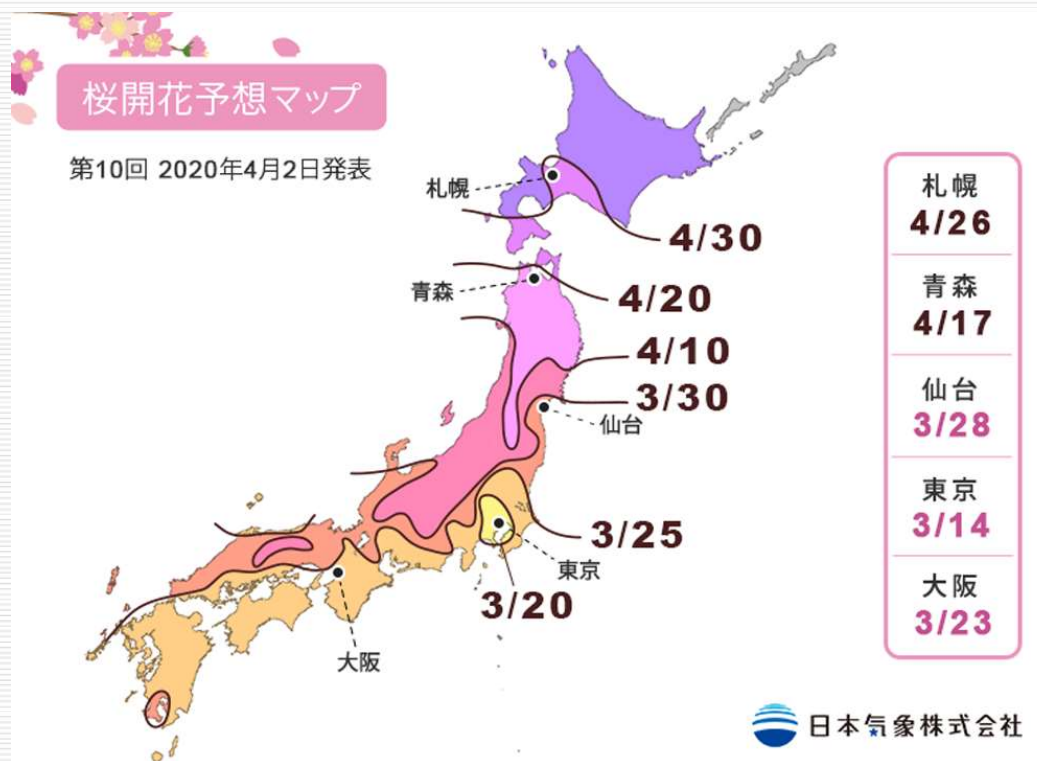 桜開花予想マップ
第10回 2020年4月2日発表
札幌
4/30
青森
4/20
4/10
3/30
仙台
3/25
東京
3/20
大阪
札幌
4/26
青森
4/17
仙台
3/28
東京
3/14
大阪
3/23
日本気象株式会社